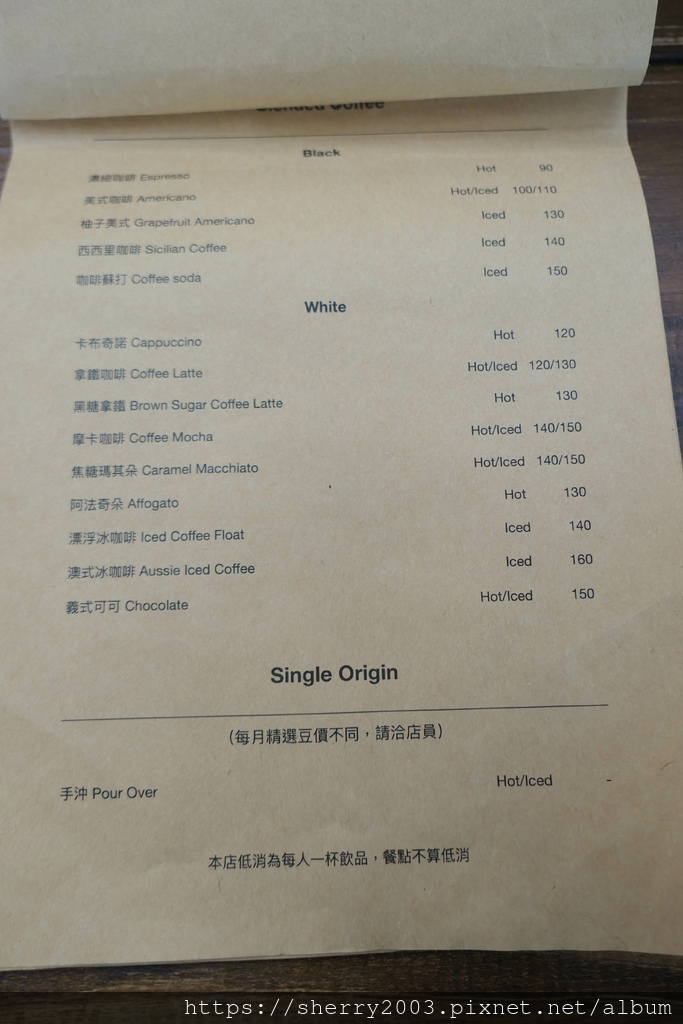 Blended Coffee
Black
濃縮咖啡 Espresso Hot 90
美式咖啡 Americano Hot/Iced 100/110
柚子美式 Grapefruit Americano Iced 130
西西里咖啡 Sicilian Coffee Iced 140
咖啡蘇打 Coffee soda Iced 150
White
卡布奇諾 Cappuccino Hot 120
拿鐵咖啡 Coffee Latte Hot/Iced 120/130
黑糖拿鐵 Brown Sugar Coffee Latte Hot 130
摩卡咖啡 Coffee Mocha Hot/Iced 140/150
焦糖瑪其朵 Caramel Macchiato Hot/Iced 140/150
阿法奇朵 Affogato Hot 130
漂浮冰咖啡 Iced Coffee Float Iced 140
澳式冰咖啡 Aussie Iced Coffee Iced 160
義式可可 Chocolate Hot/Iced 150
Single Origin
（每月精選豆價不同，請洽店員）
手沖 Pour Over Hot/Iced -
本店低消為每人一杯飲品，餐點不算低消
https://sherry2003.pixnet.net/album